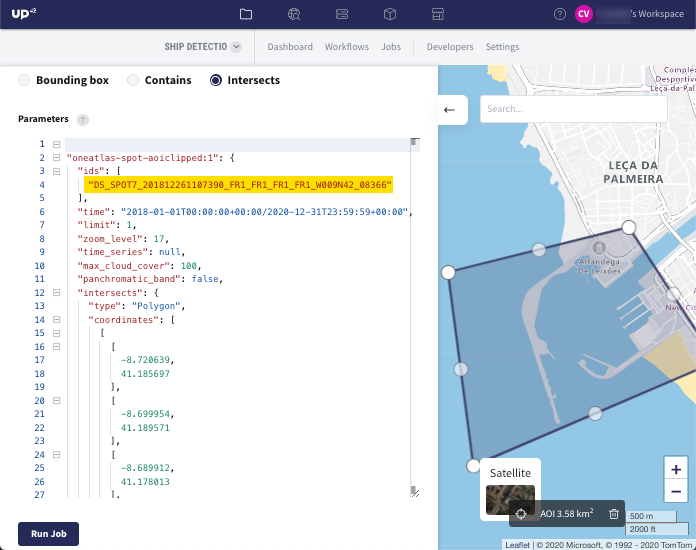 UP42
CV 's Workspace
SHIP DETECTIO
Dashboard
Workflows
Jobs
Developers
Settings
Bounding box
Contains
Intersects
Parameters ?
1
2 "oneatlas-spot-aoiclipped:1": {
3 "ids": [
4 "DS_SPOT7_201812261107390_FR1_FR1_FR1_FR1_W009N42_08366"
5 ],
6 "time": "2018-01-01T00:00:00+00:00/2020-12-31T23:59:59+00:00",
7 "limit": 1,
8 "zoom_level": 17,
9 "time_series": null,
10 "max_cloud_cover": 100,
11 "panchromatic_band": false,
12 "intersects": {
13 "type": "Polygon",
14 "coordinates": [
15 [
16 [
17 -8.720639,
18 41.185697
19 ],
20 [
21 -8.699954,
22 41.189571
23 ],
24 [
25 -8.689912,
26 41.178013
27 ],
Run Job
Search...
Complexo
Desportivo
Leça da Pal
LEÇA DA
PALMEIRA
Alfândega
De Leixões
New Cit
Satellite
AOI 3.58 km²
+
−
500 m
2000 ft
Leaflet | © 2020 Microsoft, © 1992 - 2020 TomTom